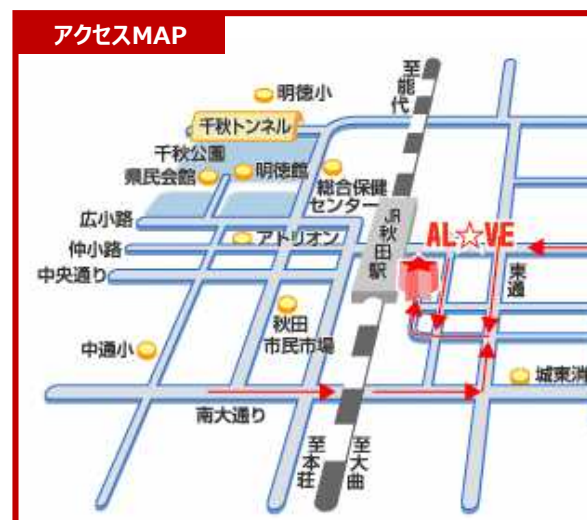 アクセスMAP
至能代
明徳小
千秋トンネル
千秋公園
県民会館
明徳館
総合保健
センター
広小路
JR秋田駅
AL☆VE
仲小路
アトリオン
中央通り
東通
秋田
市民市場
中通小
城東消
南大通り
至本荘
至大曲